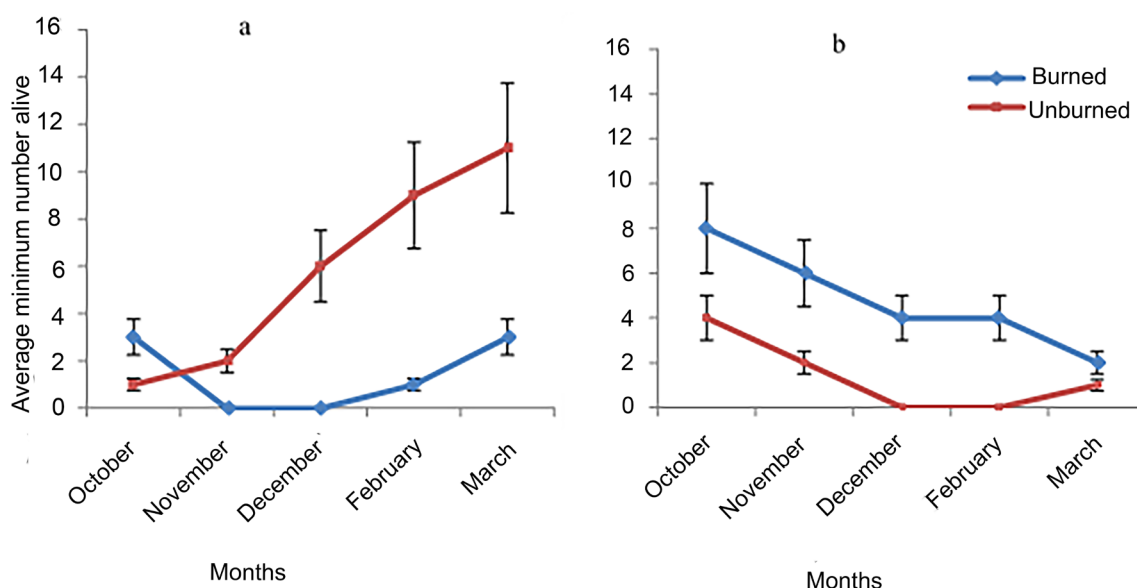 a
Average minimum number alive
16
14
12
10
8
6
4
2
0
October
November
December
February
March
Months
b
16
14
12
10
8
6
4
2
0
Burned
Unburned
October
November
December
February
March
Months